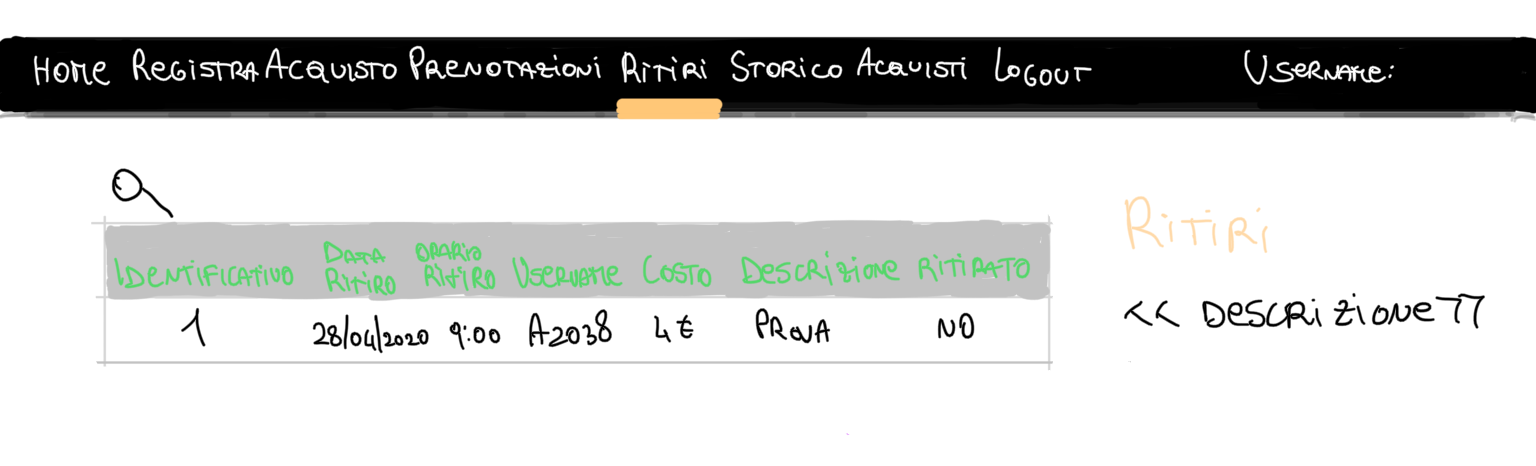 HOME REGISTRA ACQUISTO PRENOTAZIONI RITIRI STORICO ACQUISTI LOGOUT USERNAME:
RITIRI
IDENTIFICATIVO DATA RITIRO ORARIO RITIRO USERNAME COSTO DESCRIZIONE RITIRATO
1 28/04/2020 9:00 A2038 4€ PROVA NO
<< DESCRIZIONE >>